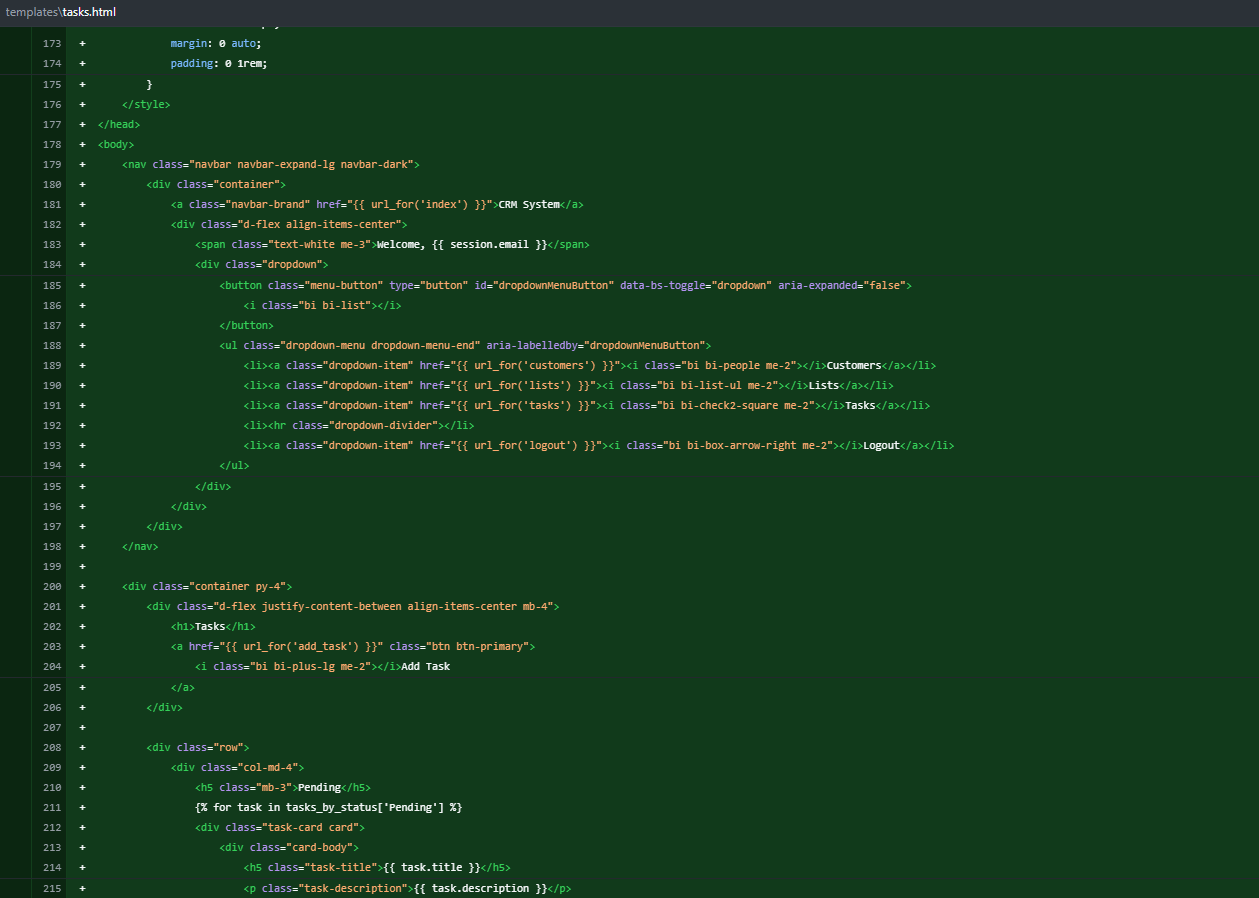 templates\tasks.html
173 + margin: 0 auto;
174 + padding: 0 1rem;
175 + }
176 + </style>
177 + </head>
178 + <body>
179 + <nav class="navbar navbar-expand-lg navbar-dark">
180 + <div class="container">
181 + <a class="navbar-brand" href="{{ url_for('index') }}">CRM System</a>
182 + <div class="d-flex align-items-center">
183 + <span class="text-white me-3">Welcome, {{ session.email }}</span>
184 + <div class="dropdown">
185 + <button class="menu-button" type="button" id="dropdownMenuButton" data-bs-toggle="dropdown" aria-expanded="false">
186 + <i class="bi bi-list"></i>
187 + </button>
188 + <ul class="dropdown-menu dropdown-menu-end" aria-labelledby="dropdownMenuButton">
189 + <li><a class="dropdown-item" href="{{ url_for('customers') }}"><i class="bi bi-people me-2"></i>Customers</a></li>
190 + <li><a class="dropdown-item" href="{{ url_for('lists') }}"><i class="bi bi-list-ul me-2"></i>Lists</a></li>
191 + <li><a class="dropdown-item" href="{{ url_for('tasks') }}"><i class="bi bi-check2-square me-2"></i>Tasks</a></li>
192 + <li><hr class="dropdown-divider"></li>
193 + <li><a class="dropdown-item" href="{{ url_for('logout') }}"><i class="bi bi-box-arrow-right me-2"></i>Logout</a></li>
194 + </ul>
195 + </div>
196 + </div>
197 + </div>
198 + </nav>
199 +
200 + <div class="container py-4">
201 + <div class="d-flex justify-content-between align-items-center mb-4">
202 + <h1>Tasks</h1>
203 + <a href="{{ url_for('add_task') }}" class="btn btn-primary">
204 + <i class="bi bi-plus-lg me-2"></i>Add Task
205 + </a>
206 + </div>
207 +
208 + <div class="row">
209 + <div class="col-md-4">
210 + <h5 class="mb-3">Pending</h5>
211 + {% for task in tasks_by_status['Pending'] %}
212 + <div class="task-card card">
213 + <div class="card-body">
214 + <h5 class="task-title">{{ task.title }}</h5>
215 + <p class="task-description">{{ task.description }}</p>